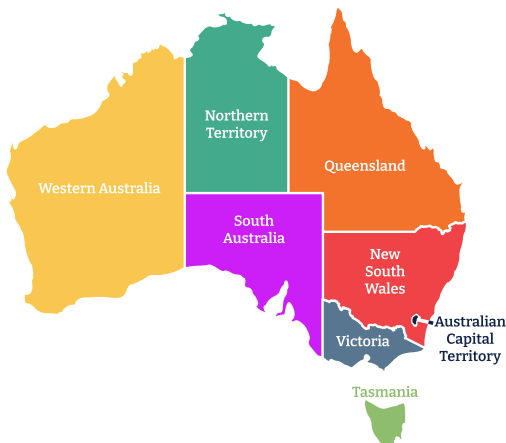 Northern
Territory
Queensland
Western Australia
South
Australia
New
South
Wales
Australian
Capital
Territory
Victoria
Tasmania